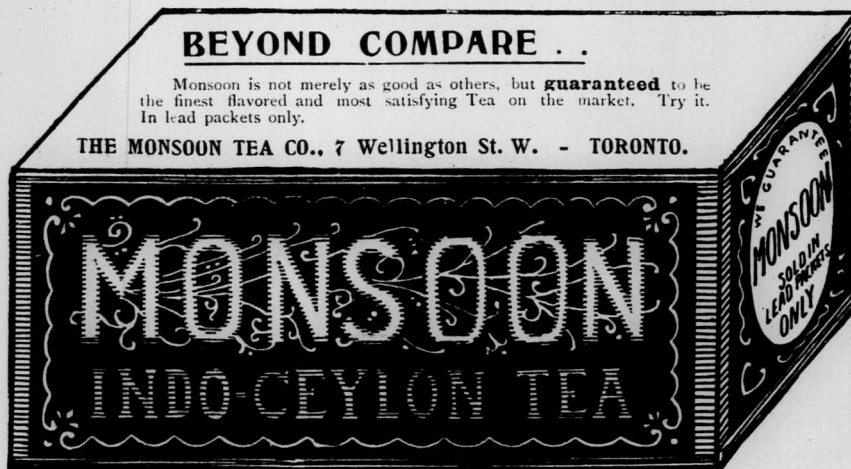 BEYOND COMPARE . .
Monsoon is not merely as good as others, but guaranteed to be
the finest flavored and most satisfying Tea on the market. Try it.
In lead packets only.
THE MONSOON TEA CO., 7 Wellington St. W. - TORONTO.
MONSOON
INDO-CEYLON TEA
WE GUARANTEE
MONSOON
SOLD IN
LEAD PACKETS
ONLY